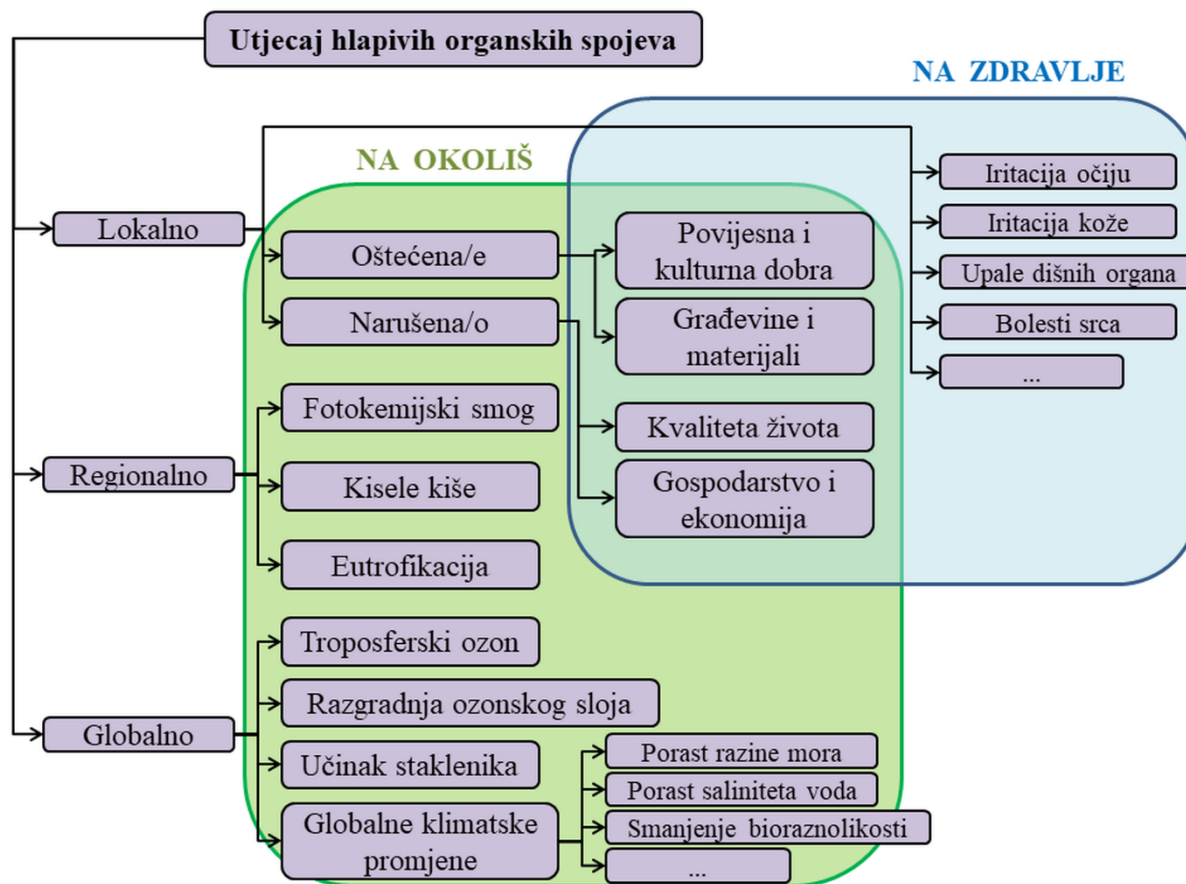 Utjecaj hlapivih organskih spojeva
NA ZDRAVLJE
NA OKOLIŠ
Lokalno
Oštećena/e
Narušena/o
Povijesna i
kulturna dobra
Građevine i
materijali
Kvaliteta života
Gospodarstvo i
ekonomija
Iritacija očiju
Iritacija kože
Upale dišnih organa
Bolesti srca
...
Regionalno
Fotokemijski smog
Kisele kiše
Eutrofikacija
Globalno
Troposferski ozon
Razgradnja ozonskog sloja
Učinak staklenika
Globalne klimatske
promjene
Porast razine mora
Porast saliniteta voda
Smanjenje bioraznolikosti
...